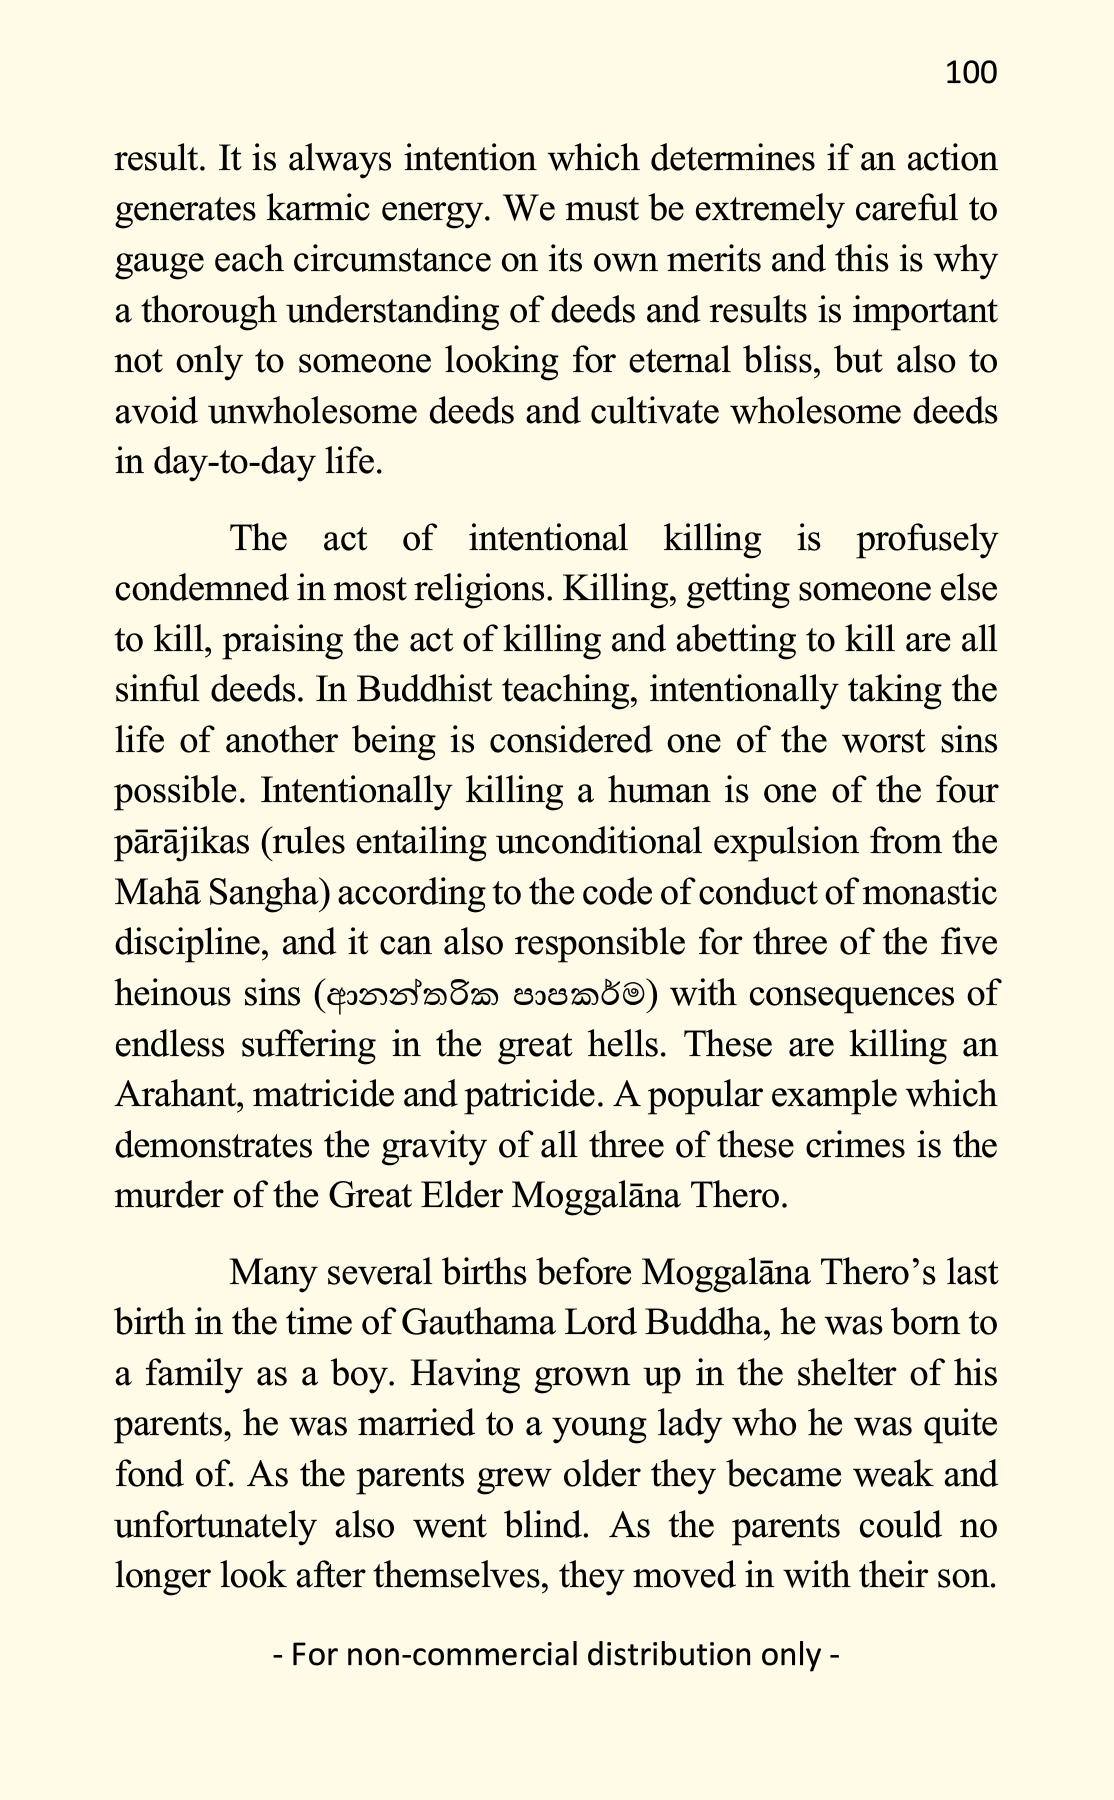 100
result. It is always intention which determines if an action
generates karmic energy. We must be extremely careful to
gauge each circumstance on its own merits and this is why
a thorough understanding of deeds and results is important
not only to someone looking for eternal bliss, but also to
avoid unwholesome deeds and cultivate wholesome deeds
in day-to-day life.
The act of intentional killing is profusely
condemned in most religions. Killing, getting someone else
to kill, praising the act of killing and abetting to kill are all
sinful deeds. In Buddhist teaching, intentionally taking the
life of another being is considered one of the worst sins
possible. Intentionally killing a human is one of the four
pārājikas (rules entailing unconditional expulsion from the
Mahā Sangha) according to the code of conduct of monastic
discipline, and it can also responsible for three of the five
heinous sins (ආනන්තරික පාපකර්ම) with consequences of
endless suffering in the great hells. These are killing an
Arahant, matricide and patricide. A popular example which
demonstrates the gravity of all three of these crimes is the
murder of the Great Elder Moggalāna Thero.
Many several births before Moggalāna Thero’s last
birth in the time of Gauthama Lord Buddha, he was born to
a family as a boy. Having grown up in the shelter of his
parents, he was married to a young lady who he was quite
fond of. As the parents grew older they became weak and
unfortunately also went blind. As the parents could no
longer look after themselves, they moved in with their son.
- For non-commercial distribution only -